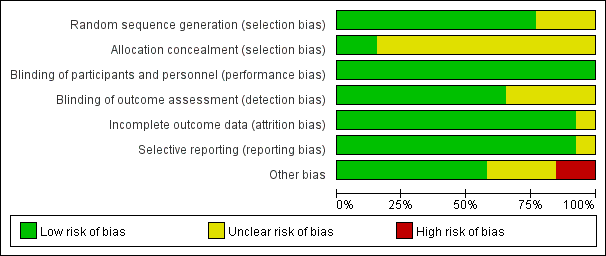 Random sequence generation (selection bias)
Allocation concealment (selection bias)
Blinding of participants and personnel (performance bias)
Blinding of outcome assessment (detection bias)
Incomplete outcome data (attrition bias)
Selective reporting (reporting bias)
Other bias
0% 25% 50% 75% 100%
Low risk of bias Unclear risk of bias High risk of bias